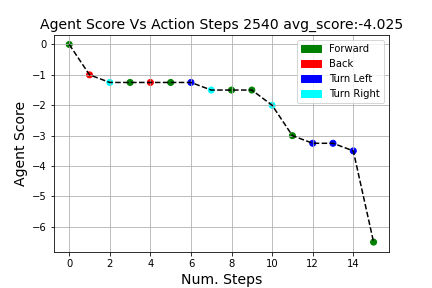 Agent Score Vs Action Steps 2540 avg_score:-4.025
Forward
Back
Turn Left
Turn Right
Agent Score
0
−1
−2
−3
−4
−5
−6
0 2 4 6 8 10 12 14
Num. Steps